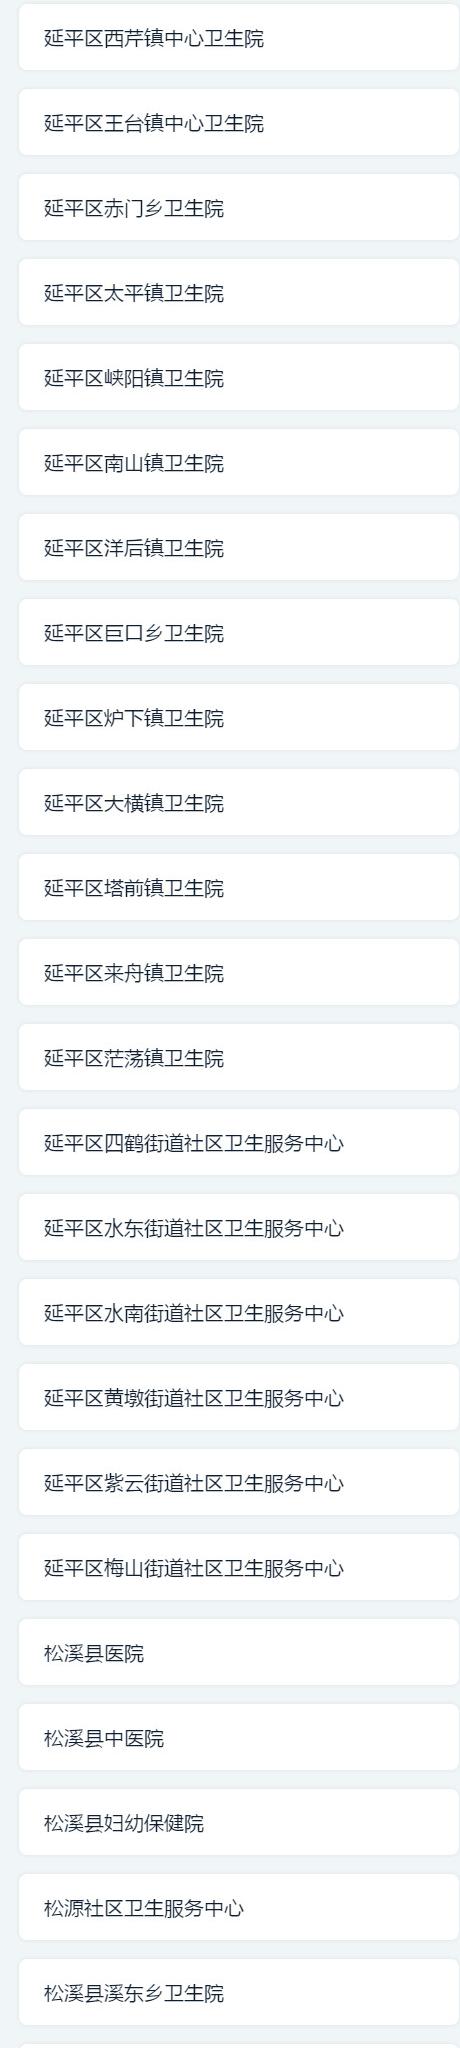 延平区西芹镇中心卫生院
延平区王台镇中心卫生院
延平区赤门乡卫生院
延平区太平镇卫生院
延平区峡阳镇卫生院
延平区南山镇卫生院
延平区洋后镇卫生院
延平区巨口乡卫生院
延平区炉下镇卫生院
延平区大横镇卫生院
延平区塔前镇卫生院
延平区来舟镇卫生院
延平区茫荡镇卫生院
延平区四鹤街道社区卫生服务中心
延平区水东街道社区卫生服务中心
延平区水南街道社区卫生服务中心
延平区黄墩街道社区卫生服务中心
延平区紫云街道社区卫生服务中心
延平区梅山街道社区卫生服务中心
松溪县医院
松溪县中医院
松溪县妇幼保健院
松源社区卫生服务中心
松溪县溪东乡卫生院